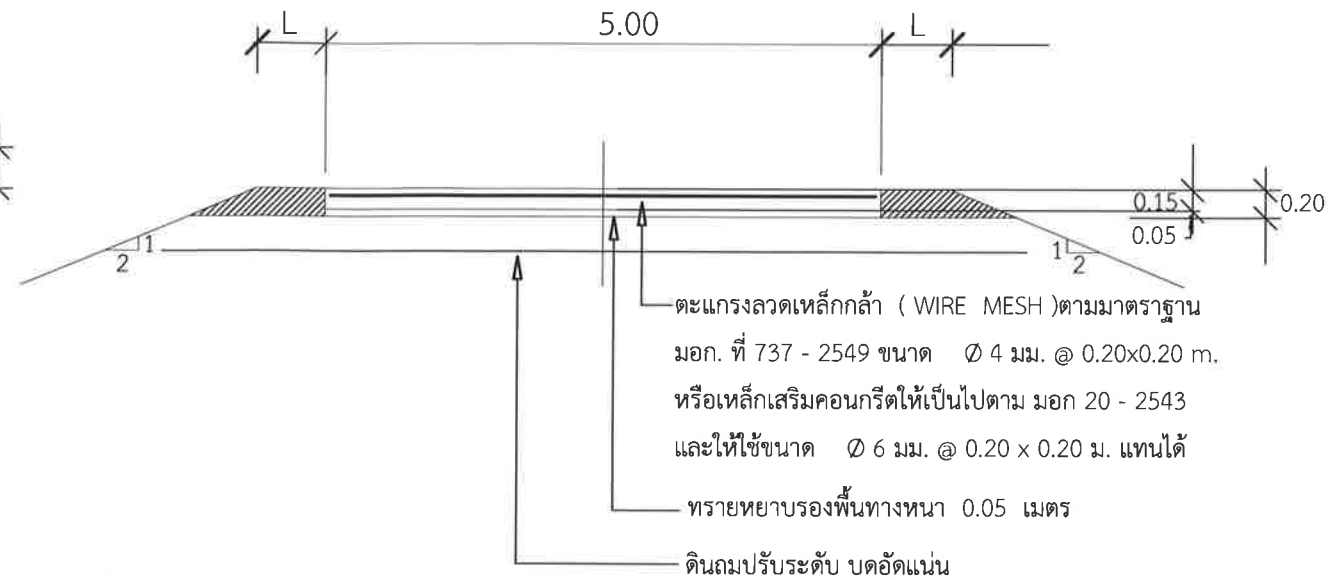 L 5.00 L
0.15 0.20
0.05
1 1
2 2
ตะแกรงลวดเหล็กกล้า ( WIRE MESH )ตามมาตราฐาน
มอก. ที่ 737 - 2549 ขนาด Ø 4 มม. @ 0.20x0.20 m.
หรือเหล็กเสริมคอนกรีตให้เป็นไปตาม มอก 20 - 2543
และให้ใช้ขนาด Ø 6 มม. @ 0.20 x 0.20 ม. แทนได้
ทรายหยาบรองพื้นทางหนา 0.05 เมตร
ดินถมปรับระดับ บดอัดแน่น